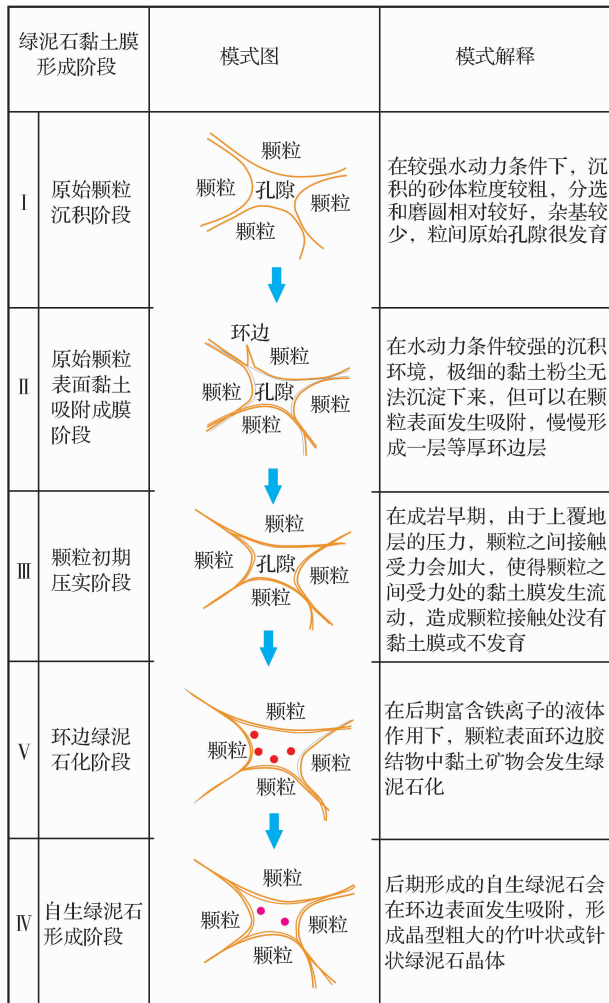 绿泥石黏土膜
形成阶段
模式图
模式解释
Ⅰ
原始颗粒
沉积阶段
颗粒
颗粒
孔隙
颗粒
颗粒
在较强水动力条件下，沉
积的砂体粒度较粗，分选
和磨圆相对较好，杂基较
少，粒间原始孔隙很发育
Ⅱ
原始颗粒
表面黏土
吸附成膜
阶段
环边
颗粒
颗粒
孔隙
颗粒
颗粒
在水动力条件较强的沉积
环境，极细的黏土粉尘无
法沉淀下来，但可以在颗
粒表面发生吸附，慢慢形
成一层等厚环边层
Ⅲ
颗粒初期
压实阶段
颗粒
颗粒
孔隙
颗粒
颗粒
在成岩早期，由于上覆地
层的压力，颗粒之间接触
受力会加大，使得颗粒之
间受力处的黏土膜发生流
动，造成颗粒接触处没有
黏土膜或不发育
Ⅴ
环边绿泥
石化阶段
颗粒
颗粒
颗粒
颗粒
在后期富含铁离子的液体
作用下，颗粒表面环边胶
结物中黏土矿物会发生绿
泥石化
Ⅳ
自生绿泥石
形成阶段
颗粒
颗粒
颗粒
颗粒
后期形成的自生绿泥石会
在环边表面发生吸附，形
成晶型粗大的竹叶状或针
状绿泥石晶体